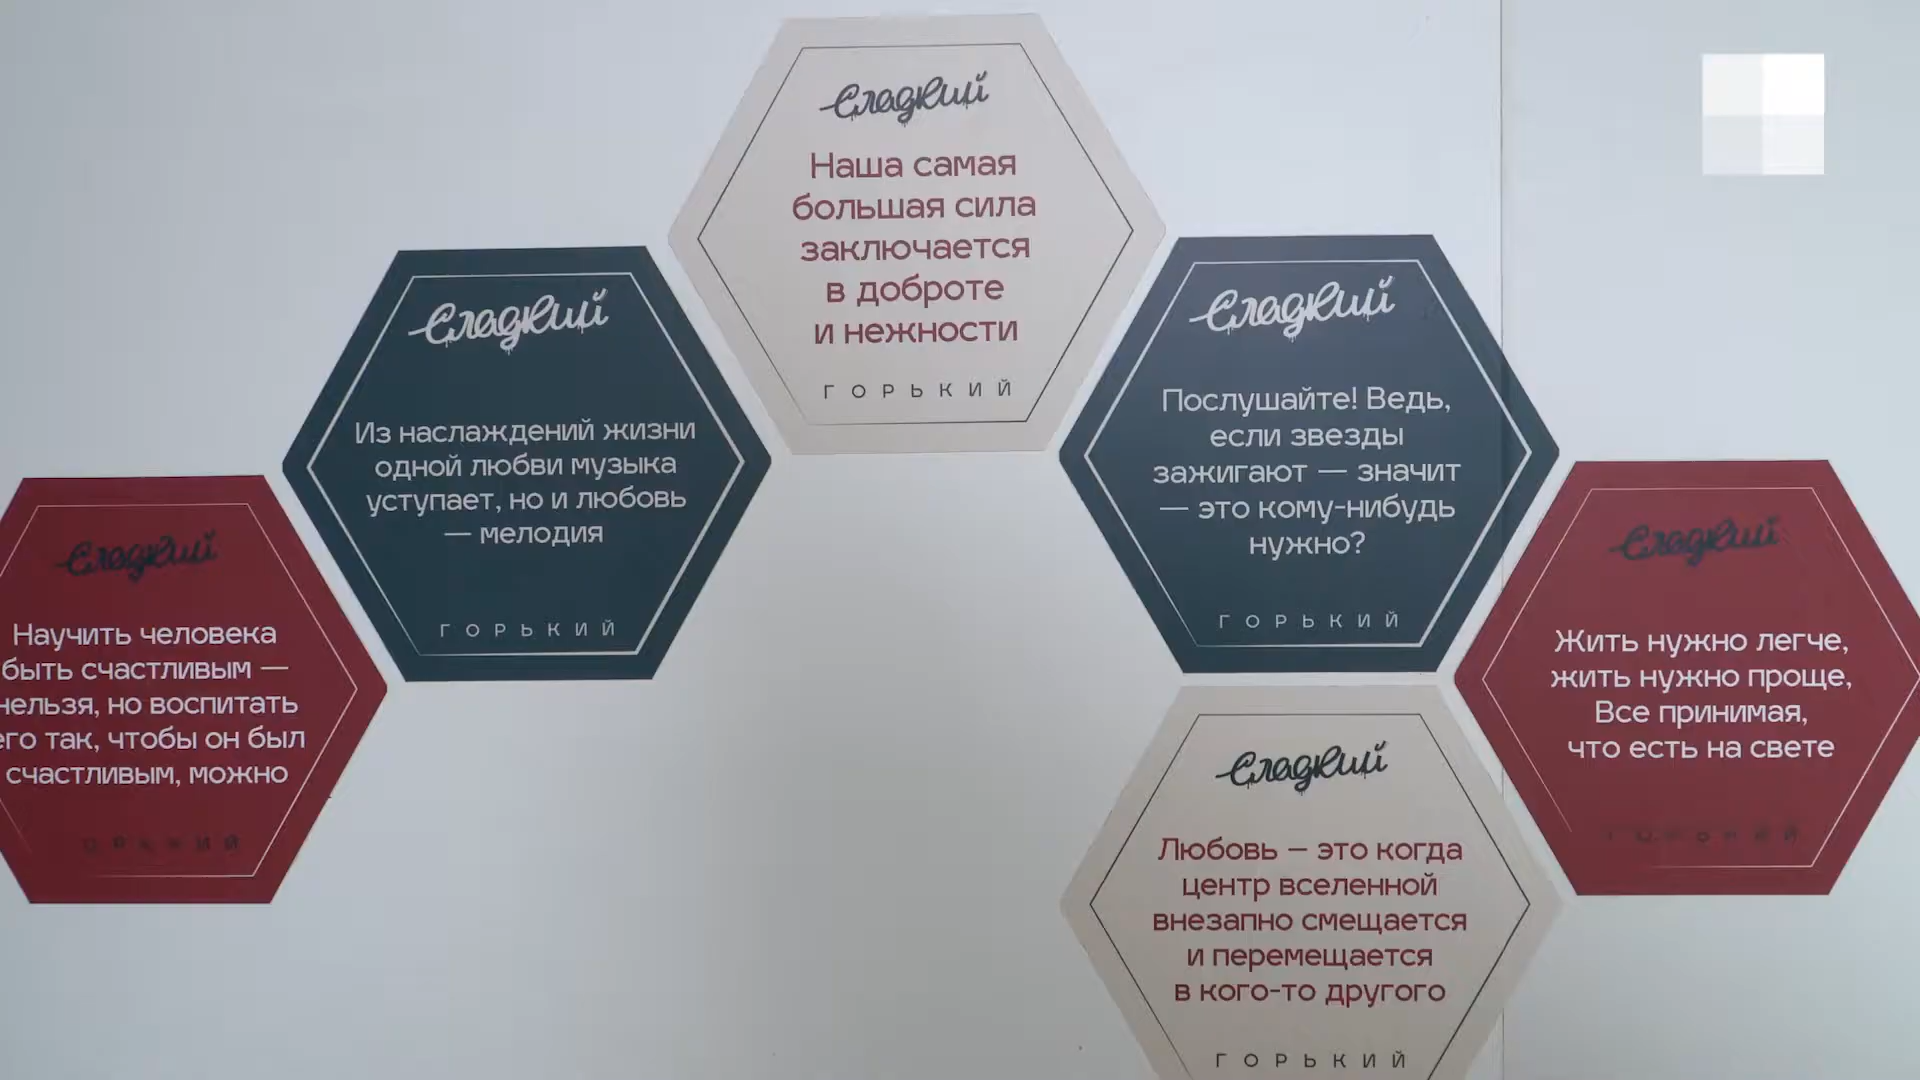 Сладкий
Наша самая
большая сила
заключается
в доброте
и нежности
ГОРЬКИЙ
Сладкий
Из наслаждений жизни
одной любви музыка
уступает, но и любовь
— мелодия
ГОРЬКИЙ
Сладкий
Послушайте! Ведь,
если звезды
зажигают — значит
— это кому-нибудь
нужно?
ГОРЬКИЙ
Сладкий
Научить человека
быть счастливым —
нельзя, но воспитать
его так, чтобы он был
счастливым, можно
ГОРЬКИЙ
Сладкий
Жить нужно легче,
жить нужно проще,
Все принимая,
что есть на свете
ГОРЬКИЙ
Сладкий
Любовь — это когда
центр вселенной
внезапно смещается
и перемещается
в кого-то другого
ГОРЬКИЙ